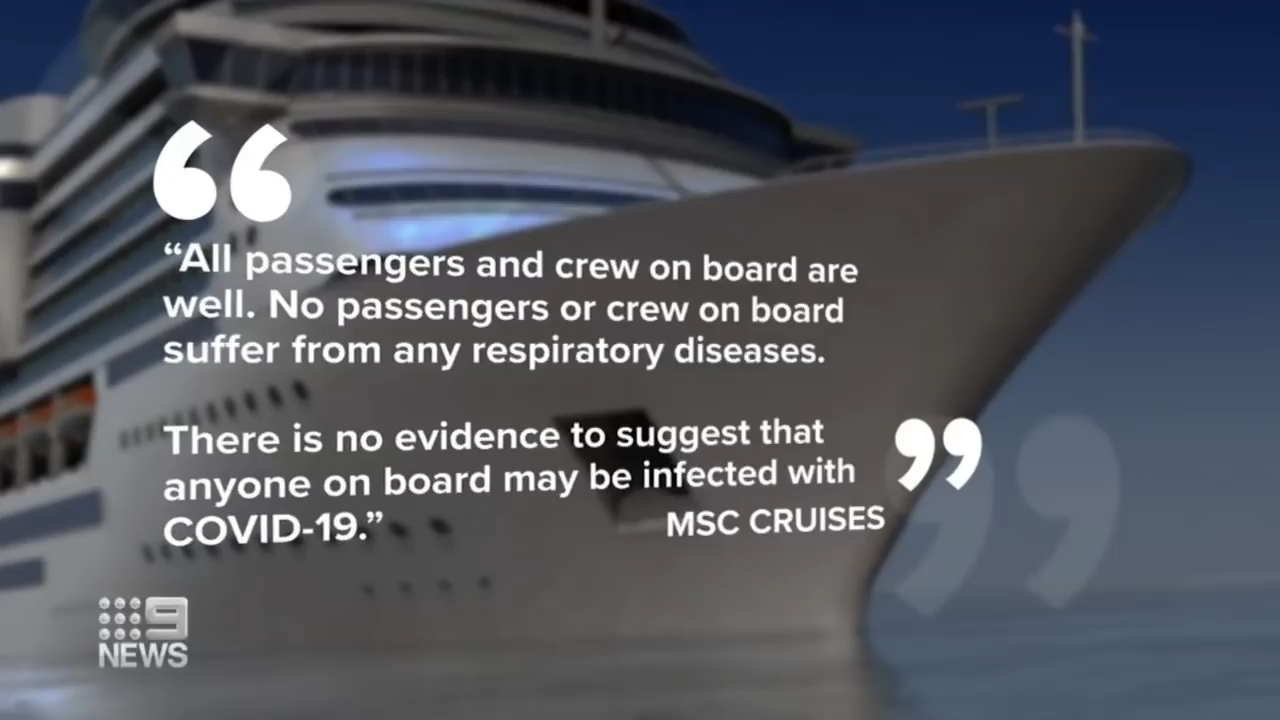 “All passengers and crew on board are
well. No passengers or crew on board
suffer from any respiratory diseases.
There is no evidence to suggest that
anyone on board may be infected with
COVID-19.”
MSC CRUISES
9
NEWS